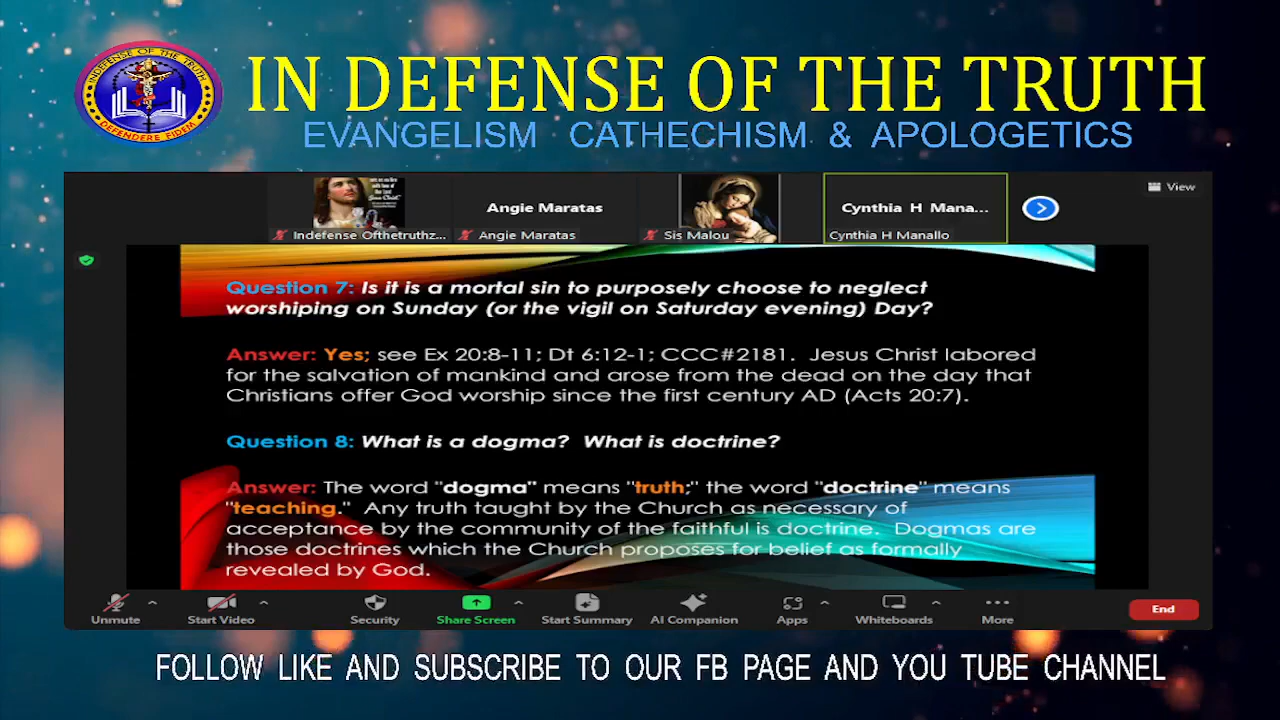 INDEFENSE OF THE TRUTH
DEFENDERE FIDEM
IN DEFENSE OF THE TRUTH
EVANGELISM CATHECHISM & APOLOGETICS
View
Angie Maratas
Cynthia H Mana...
Indefense Ofthetruthz...
Angie Maratas
Sis Malou
Cynthia H Manallo
Question 7: Is it is a mortal sin to purposely choose to neglect
worshiping on Sunday (or the vigil on Saturday evening) Day?
Answer: Yes; see Ex 20:8-11; Dt 6:12-1; CCC#2181. Jesus Christ labored
for the salvation of mankind and arose from the dead on the day that
Christians offer God worship since the first century AD (Acts 20:7).
Question 8: What is a dogma? What is doctrine?
Answer: The word "dogma" means "truth;" the word "doctrine" means
"teaching." Any truth taught by the Church as necessary of
acceptance by the community of the faithful is doctrine. Dogmas are
those doctrines which the Church proposes for belief as formally
revealed by God.
Unmute
Start Video
Security
Share Screen
Start Summary
AI Companion
Apps
Whiteboards
More
End
FOLLOW LIKE AND SUBSCRIBE TO OUR FB PAGE AND YOU TUBE CHANNEL